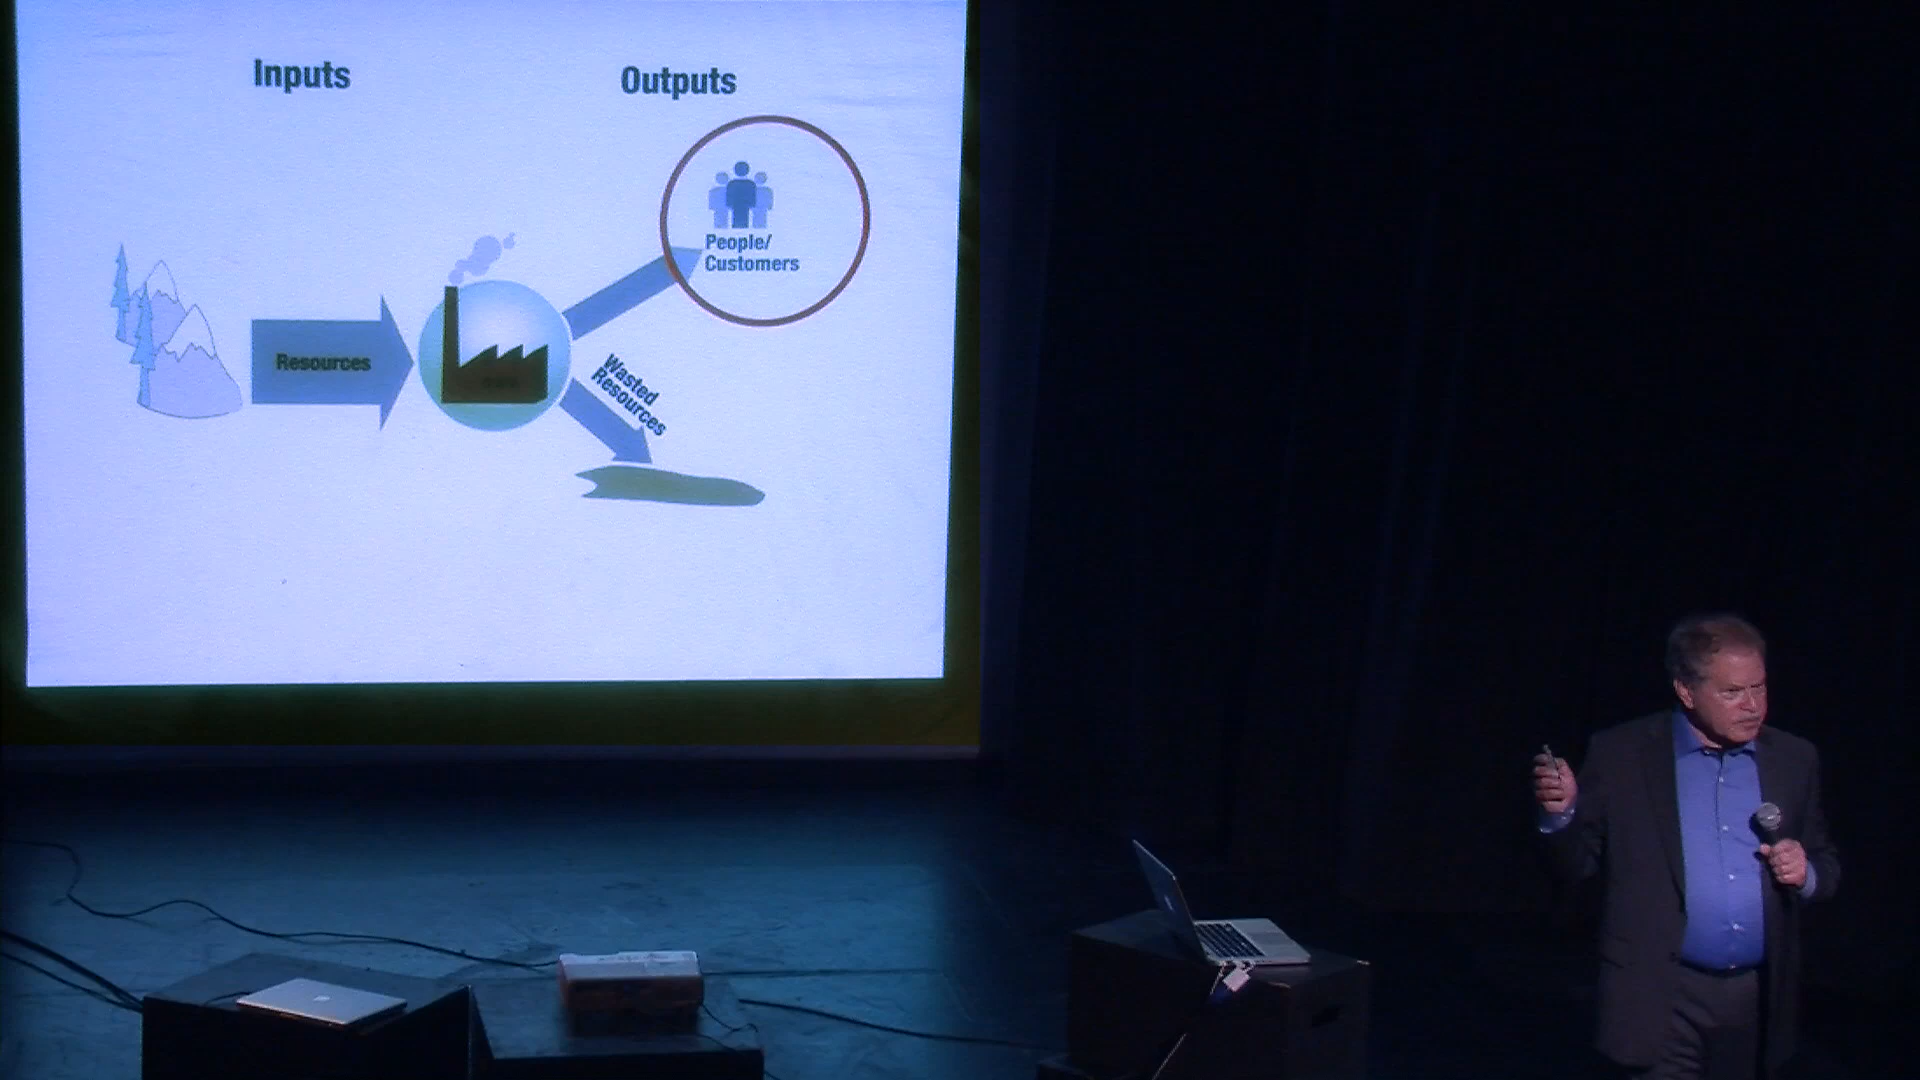 Inputs
Outputs
People/
Customers
Resources
Wasted
Resources